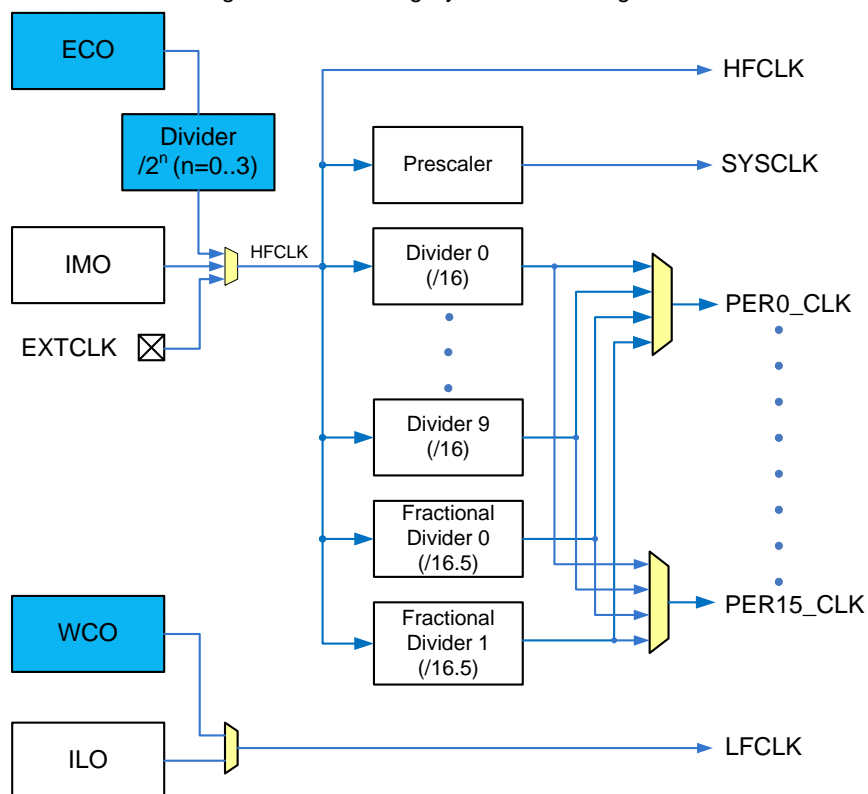 ECO
HFCLK
Divider
/2ⁿ (n=0..3)
Prescaler
SYSCLK
IMO
HFCLK
Divider 0
(/16)
PER0_CLK
EXTCLK
Divider 9
(/16)
Fractional
Divider 0
(/16.5)
WCO
Fractional
Divider 1
(/16.5)
PER15_CLK
ILO
LFCLK